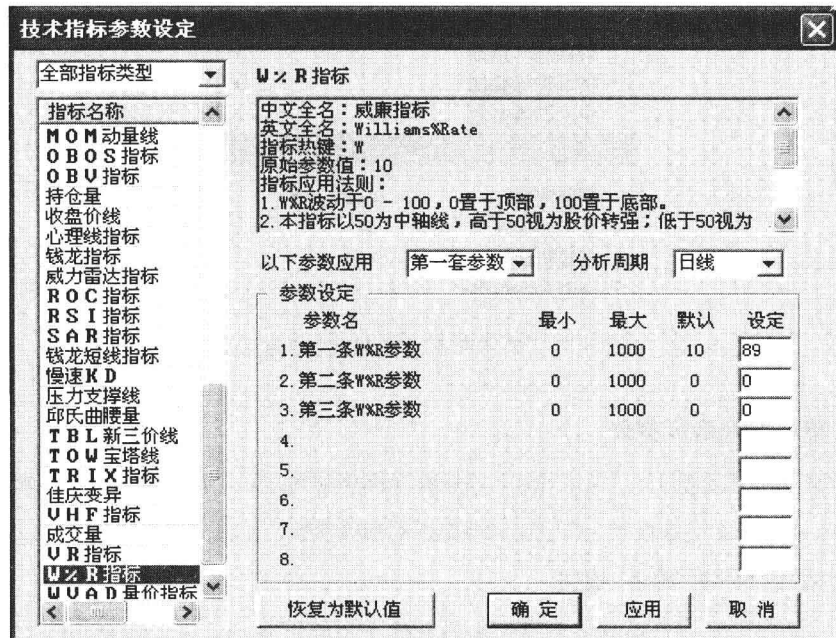 技术指标参数设定
全部指标类型
W%R指标
指标名称
MOM动量线
OBOS指标
OBV指标
持仓量
收盘价线
心理线指标
钱龙指标
威力雷达指标
ROC指标
RSI指标
SAR指标
钱龙短线指标
慢速KD
压力支撑线
邱氏曲腰量
TBL新三价线
TOW宝塔线
TRIX指标
佳庆变异
VHF指标
成交量
VR指标
W%R指标
WVAD量价指标
中文全名：威廉指标
英文全名：Williams%Rate
指标热键：W
原始参数值：10
指标应用法则：
1.W%R波动于0 - 100，0置于顶部，100置于底部。
2.本指标以50为中轴线，高于50视为股价转强；低于50视为
以下参数应用 第一套参数 分析周期 日线
参数设定
参数名 最小 最大 默认 设定
1.第一条W%R参数 0 1000 10 89
2.第二条W%R参数 0 1000 0 0
3.第三条W%R参数 0 1000 0 0
4.
5.
6.
7.
8.
恢复为默认值 确定 应用 取消